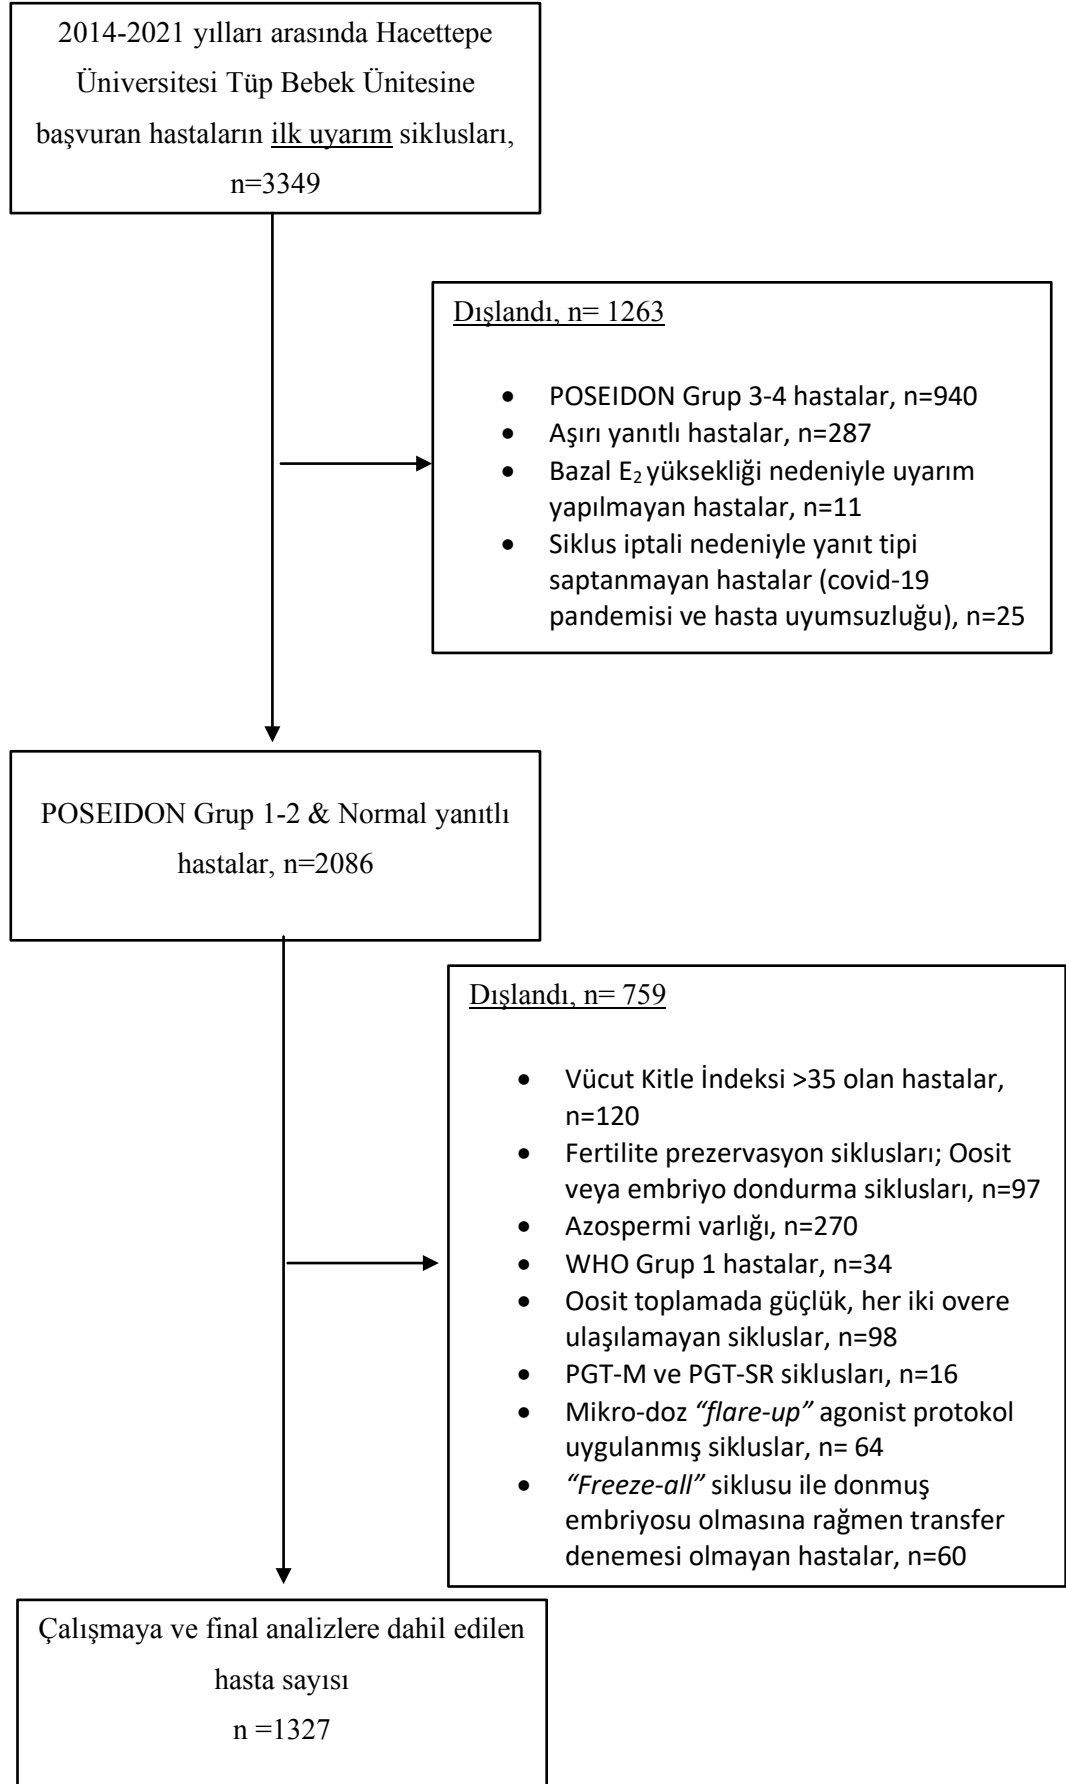 2014-2021 yılları arasında Hacettepe
Üniversitesi Tüp Bebek Ünitesine
başvuran hastaların ilk uyarım siklusları,
n=3349
Dışlandı, n= 1263
• POSEIDON Grup 3-4 hastalar, n=940
• Aşırı yanıtlı hastalar, n=287
• Bazal E₂ yüksekliği nedeniyle uyarım
yapılmayan hastalar, n=11
• Siklus iptali nedeniyle yanıt tipi
saptanmayan hastalar (covid-19
pandemisi ve hasta uyumsuzluğu), n=25
POSEIDON Grup 1-2 & Normal yanıtlı
hastalar, n=2086
Dışlandı, n= 759
• Vücut Kitle İndeksi >35 olan hastalar,
n=120
• Fertilite prezervasyon siklusları; Oosit
veya embriyo dondurma siklusları, n=97
• Azospermi varlığı, n=270
• WHO Grup 1 hastalar, n=34
• Oosit toplamada güçlük, her iki overe
ulaşılamayan sikluslar, n=98
• PGT-M ve PGT-SR siklusları, n=16
• Mikro-doz “flare-up” agonist protokol
uygulanmış sikluslar, n= 64
• “Freeze-all” siklusu ile donmuş
embriyosu olmasına rağmen transfer
denemesi olmayan hastalar, n=60
Çalışmaya ve final analizlere dahil edilen
hasta sayısı
n =1327